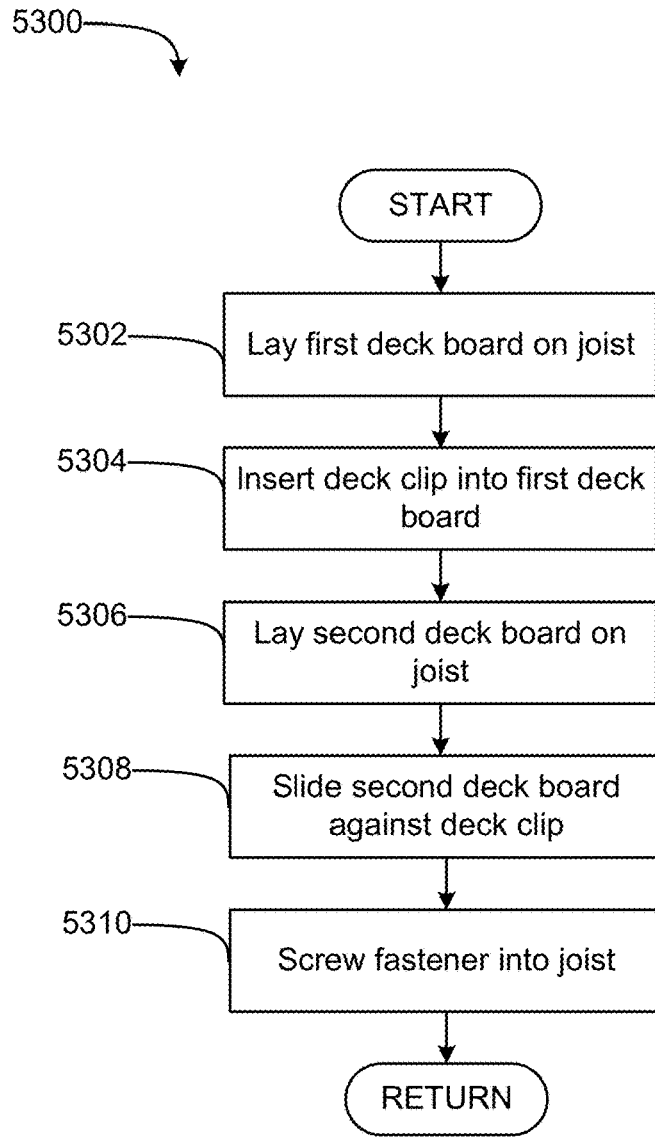 5300
START
5302
Lay first deck board on joist
5304
Insert deck clip into first deck
board
5306
Lay second deck board on
joist
5308
Slide second deck board
against deck clip
5310
Screw fastener into joist
RETURN